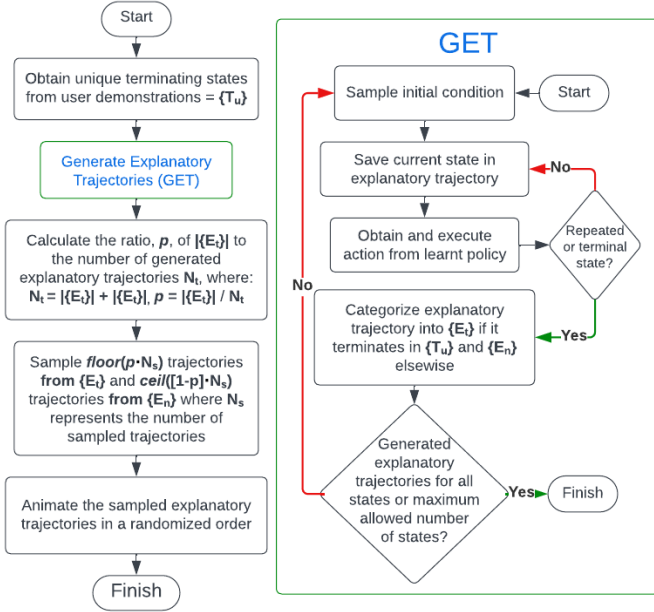 Start
Obtain unique terminating states
from user demonstrations = {Tu}
Generate Explanatory
Trajectories (GET)
Calculate the ratio, p, of |{Et}| to
the number of generated
explanatory trajectories Nt, where:
Nt = |{Et}| + |{Et}|, p = |{Et}| / Nt
Sample floor(p·Ns) trajectories
from {Et} and ceil([1-p]·Ns)
trajectories from {En} where Ns
represents the number of
sampled trajectories
Animate the sampled explanatory
trajectories in a randomized order
Finish
GET
Sample initial condition
Start
Save current state in
explanatory trajectory
No
Obtain and execute
action from learnt policy
Repeated
or terminal
state?
No
Categorize explanatory
trajectory into {Et} if it
terminates in {Tu} and {En}
elsewise
Yes
Generated
explanatory
trajectories for all
states or maximum
allowed number
of states?
Yes
Finish